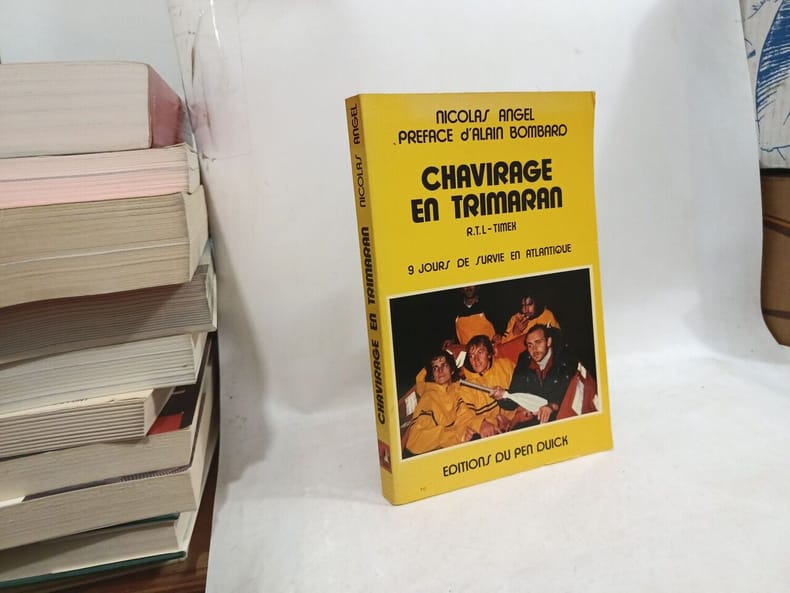 NICOLAS ANGEL
PREFACE d'ALAIN BOMBARD
CHAVIRAGE
EN TRIMARAN
R.T.L-TIMEX
9 JOURS DE SURVIE EN ATLANTIQUE
EDITIONS DU PEN DUICK
CHAVIRAGE EN TRIMARAN NICOLAS ANGEL